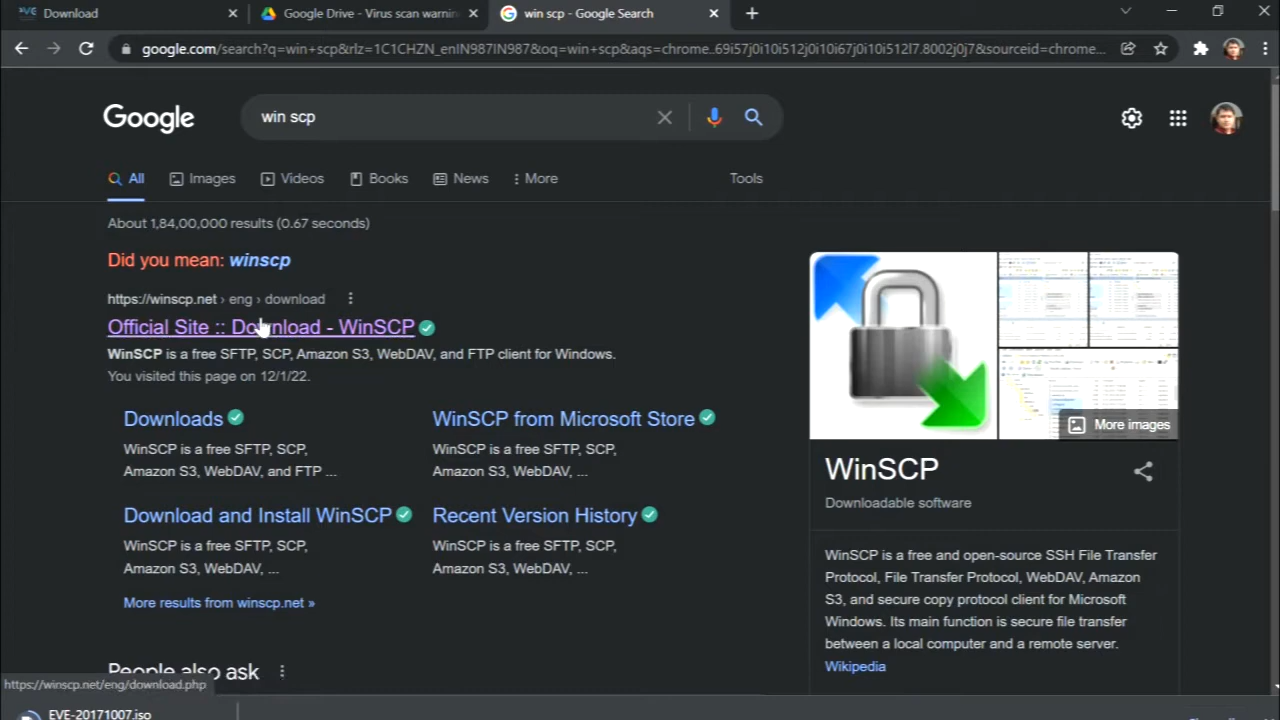 Download
Google Drive - Virus scan warnin
win scp - Google Search
google.com/search?q=win+scp&rlz=1C1CHZN_enIN987IN987&oq=win+scp&aqs=chrome..69i57j0i10i512j0i10i67j0i10i512l7.8002j0j7&sourceid=chrome...
Google
win scp
All
Images
Videos
Books
News
More
Tools
About 1,84,00,000 results (0.67 seconds)
Did you mean: winscp
https://winscp.net › eng › download
Official Site :: Download - WinSCP
WinSCP is a free SFTP, SCP, Amazon S3, WebDAV, and FTP client for Windows.
You visited this page on 12/1/22.
Downloads
WinSCP is a free SFTP, SCP,
Amazon S3, WebDAV, and FTP ...
WinSCP from Microsoft Store
WinSCP is a free SFTP, SCP,
Amazon S3, WebDAV, ...
Download and Install WinSCP
WinSCP is a free SFTP, SCP,
Amazon S3, WebDAV, ...
Recent Version History
WinSCP is a free SFTP, SCP,
Amazon S3, WebDAV, ...
More results from winscp.net »
People also ask
More images
WinSCP
Downloadable software
WinSCP is a free and open-source SSH File Transfer
Protocol, File Transfer Protocol, WebDAV, Amazon
S3, and secure copy protocol client for Microsoft
Windows. Its main function is secure file transfer
between a local computer and a remote server.
Wikipedia
https://winscp.net/eng/download.php
EVE-20171007.iso